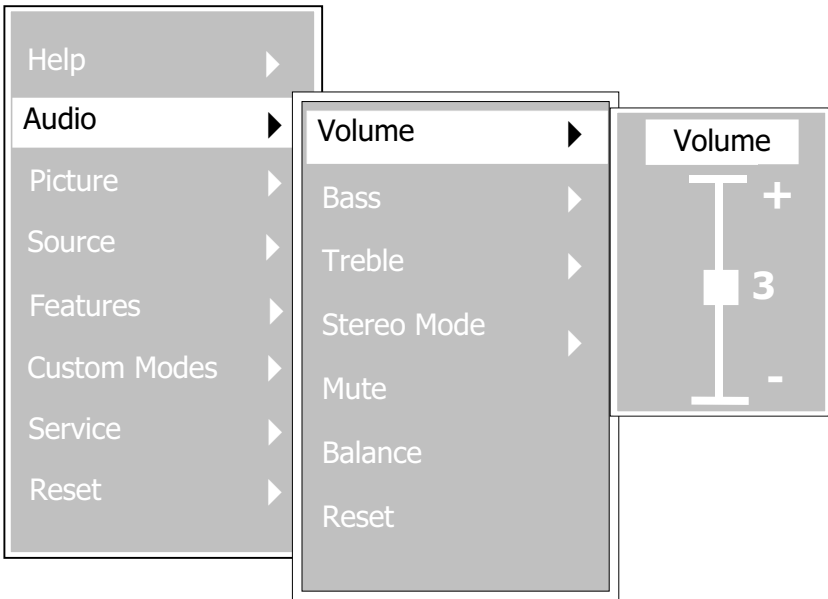 Help
Audio
Picture
Source
Features
Custom Modes
Service
Reset
Volume
Bass
Treble
Stereo Mode
Mute
Balance
Reset
Volume
+
3
-